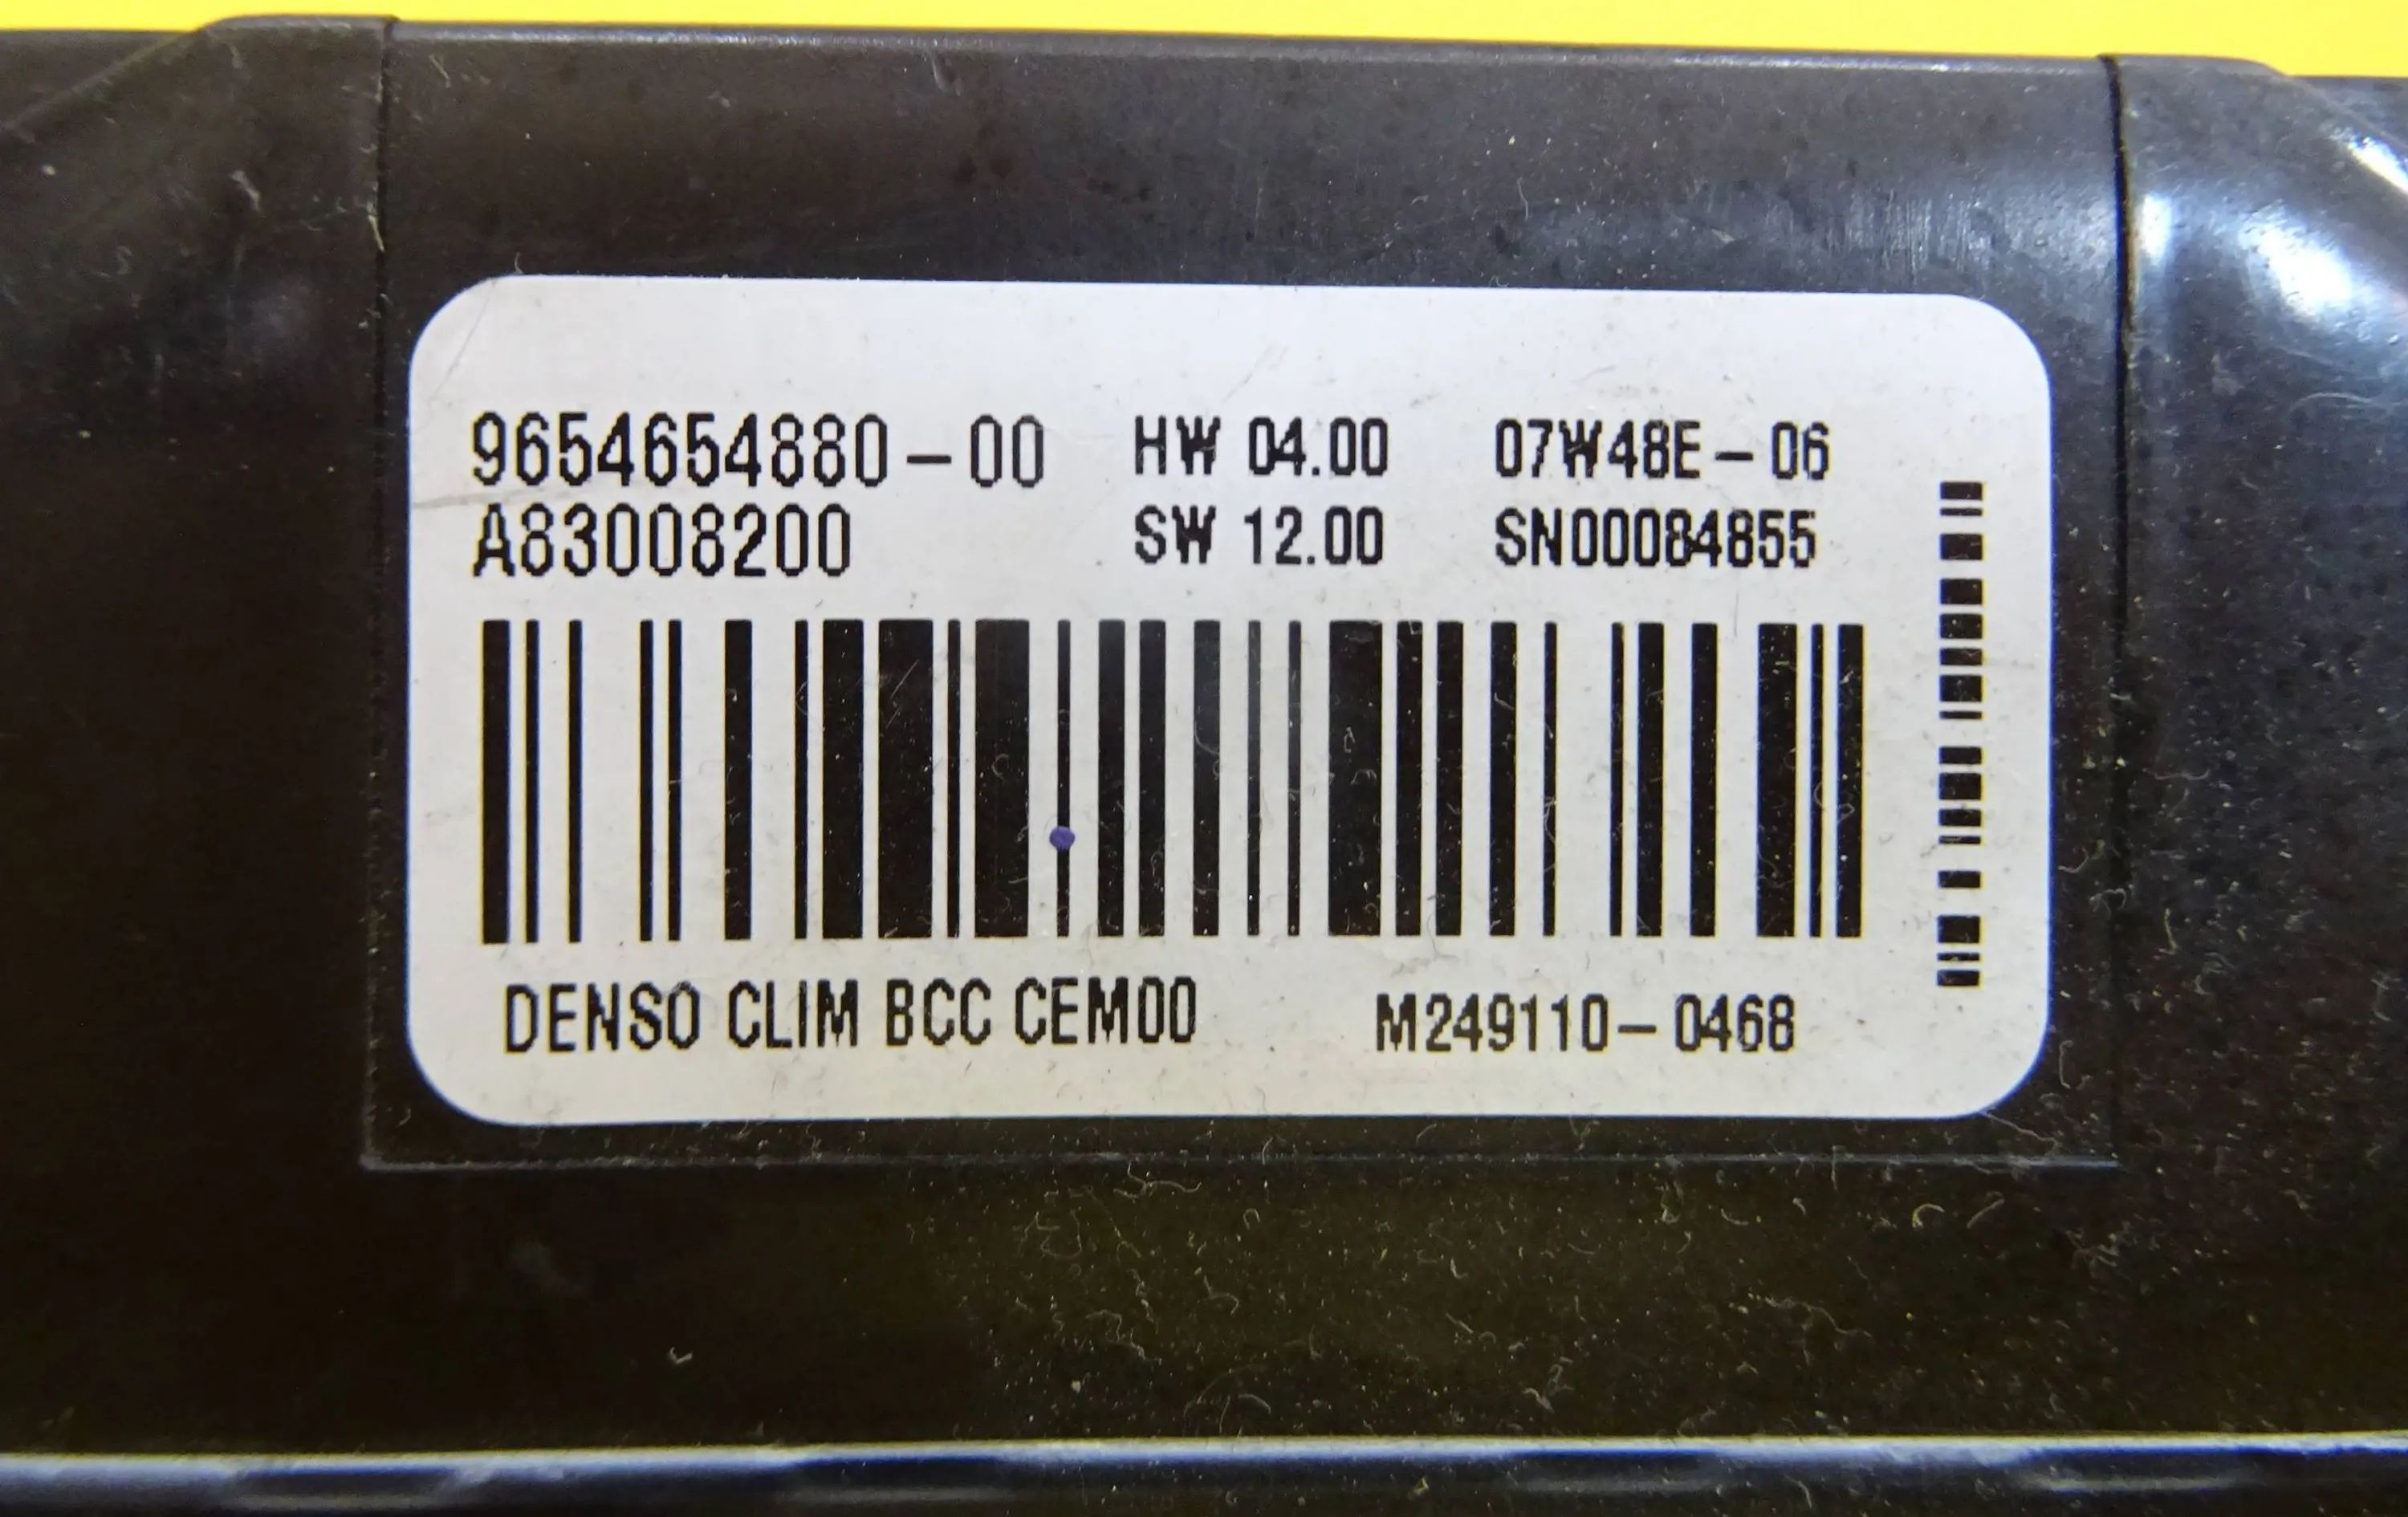 9654654880-00 HW 04.00 07W48E-06
A83008200 SW 12.00 SN00084855
DENSO CLIM BCC CEM00 M249110-0468